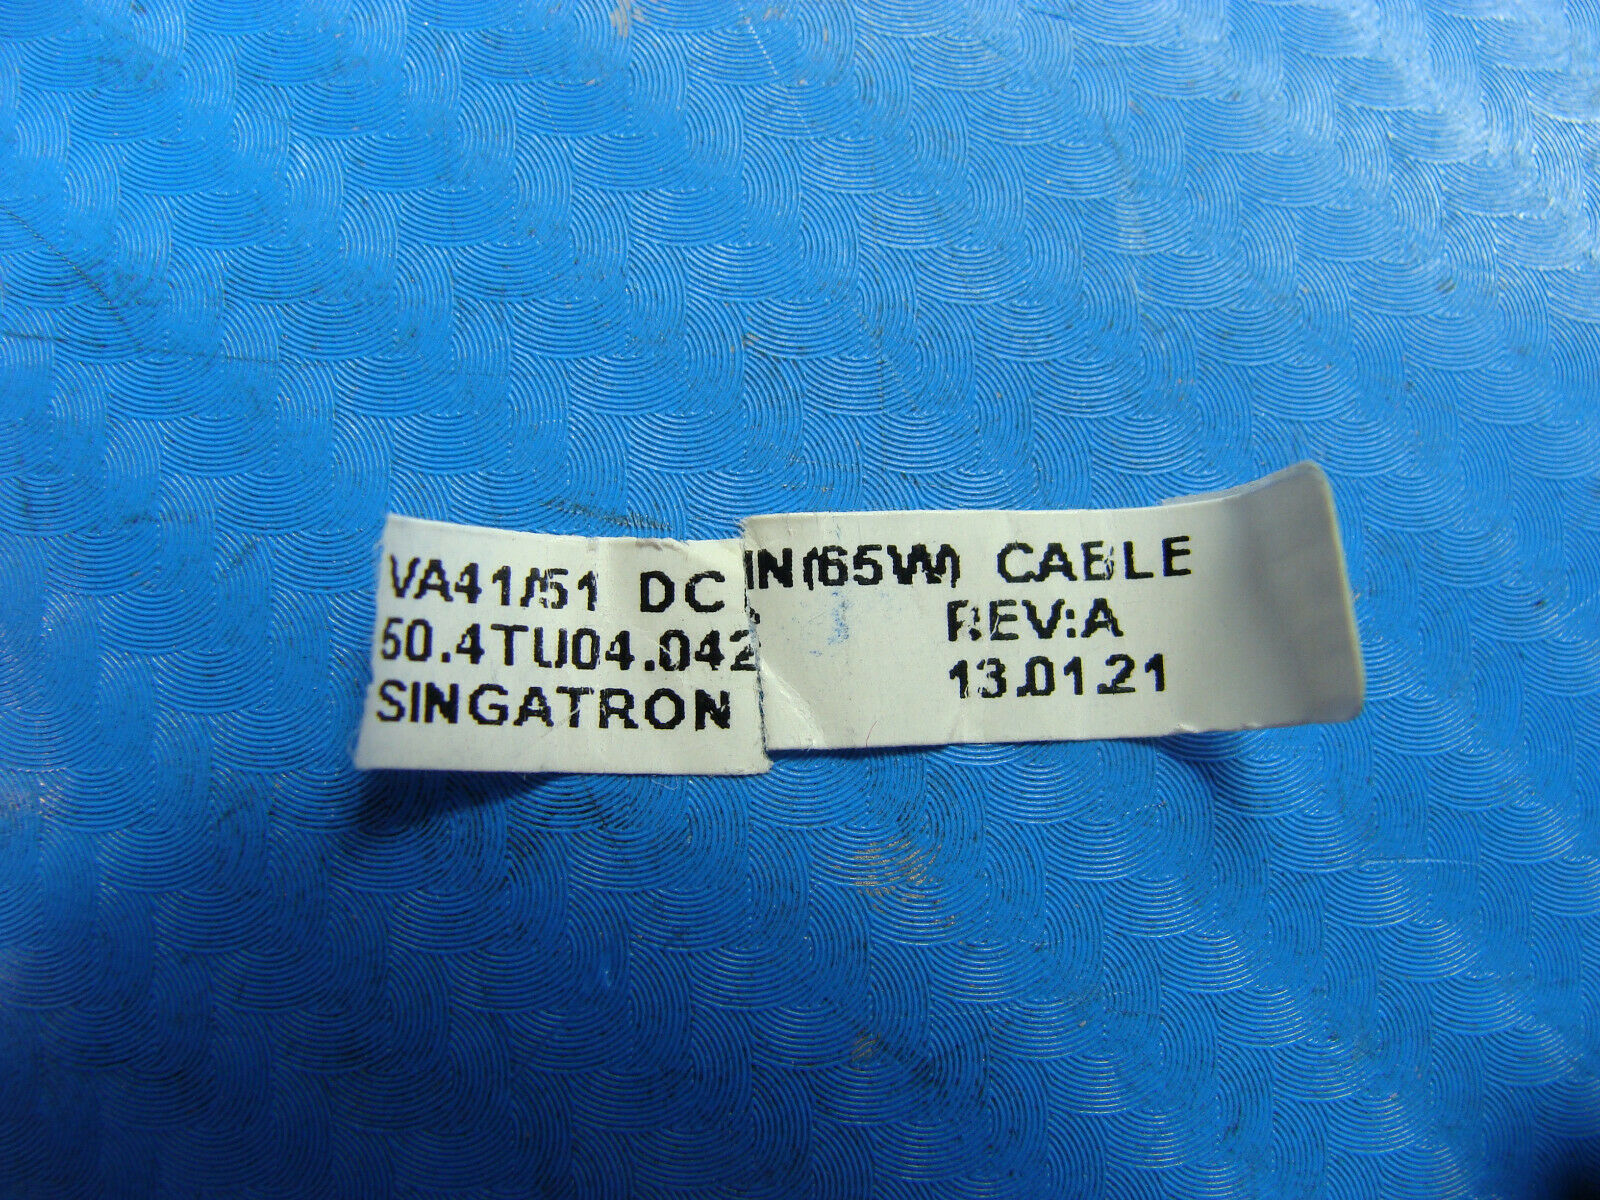 VA41/51 DC IN(65W) CABLE
50.4TU04.042 REV:A
SINGATRON 13.01.21